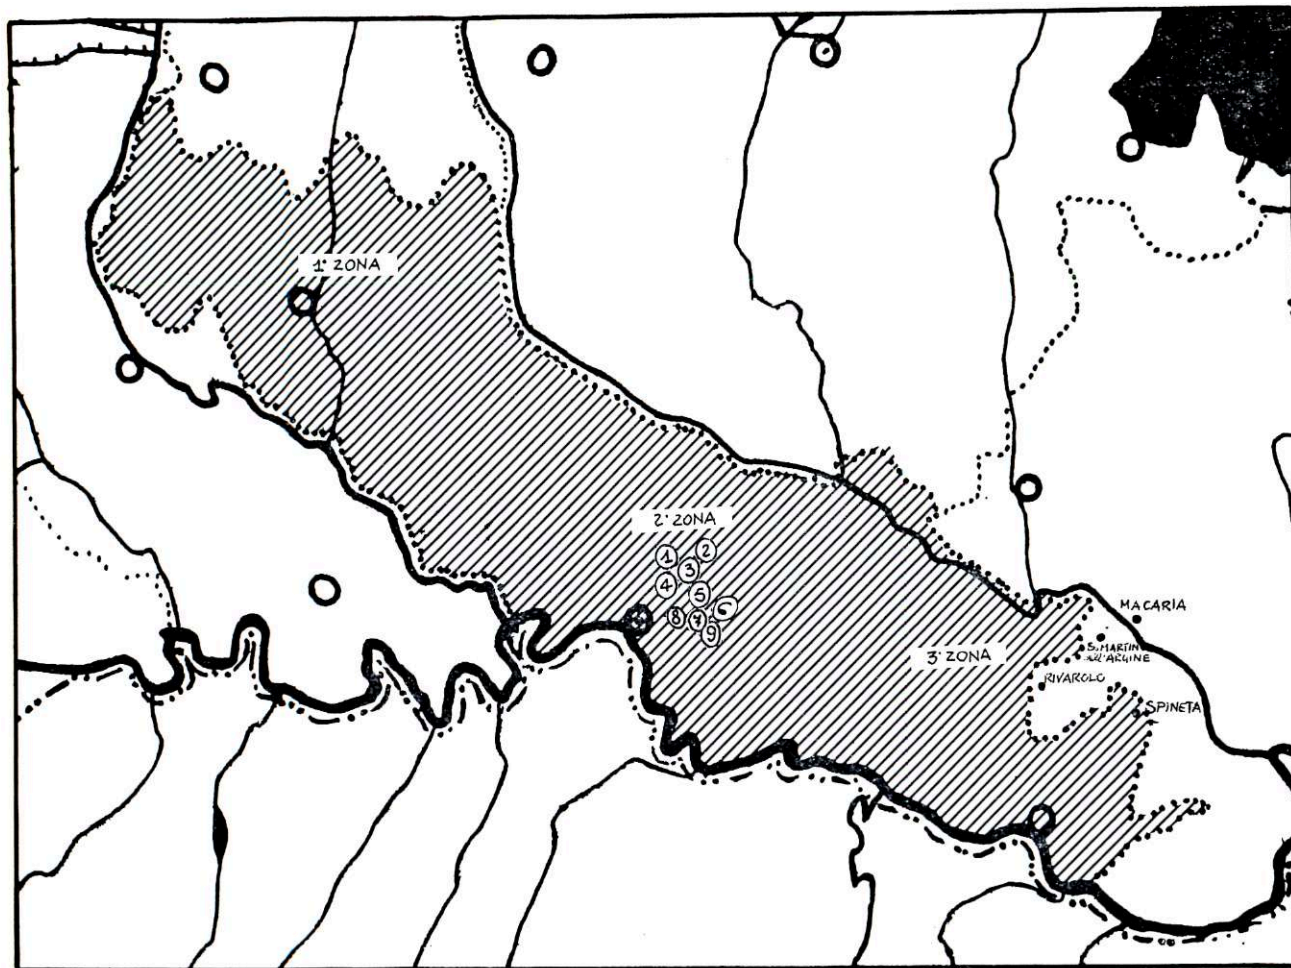 1ª ZONA
2ª ZONA
1
2
3
4
5
6
8
7
9
3ª ZONA
MACARIA
S. MARTINO
DALL'ARGINE
RIVAROLO
SPINETA